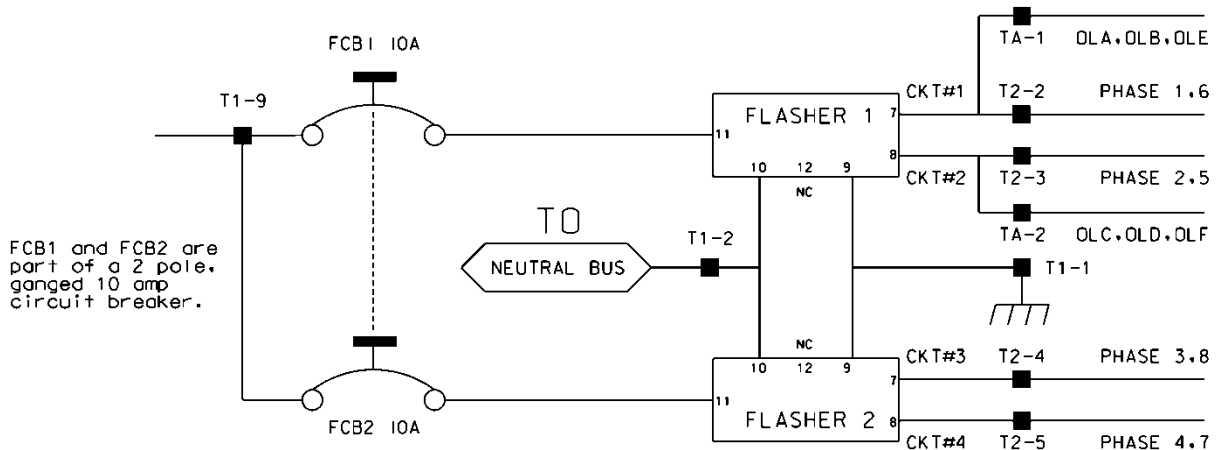 TA-1 OLA,OLB,OLE
FCB1 10A
T1-9
CKT#1 T2-2 PHASE 1,6
FLASHER 1
7
11
8
10 12 9
NC
CKT#2 T2-3 PHASE 2,5
TA-2 OLC,OLD,OLF
TO
NEUTRAL BUS
T1-2
T1-1
FCB1 and FCB2 are
part of a 2 pole,
ganged 10 amp
circuit breaker.
NC
10 12 9
CKT#3 T2-4 PHASE 3,8
7
11
FLASHER 2
8
FCB2 10A
CKT#4 T2-5 PHASE 4,7